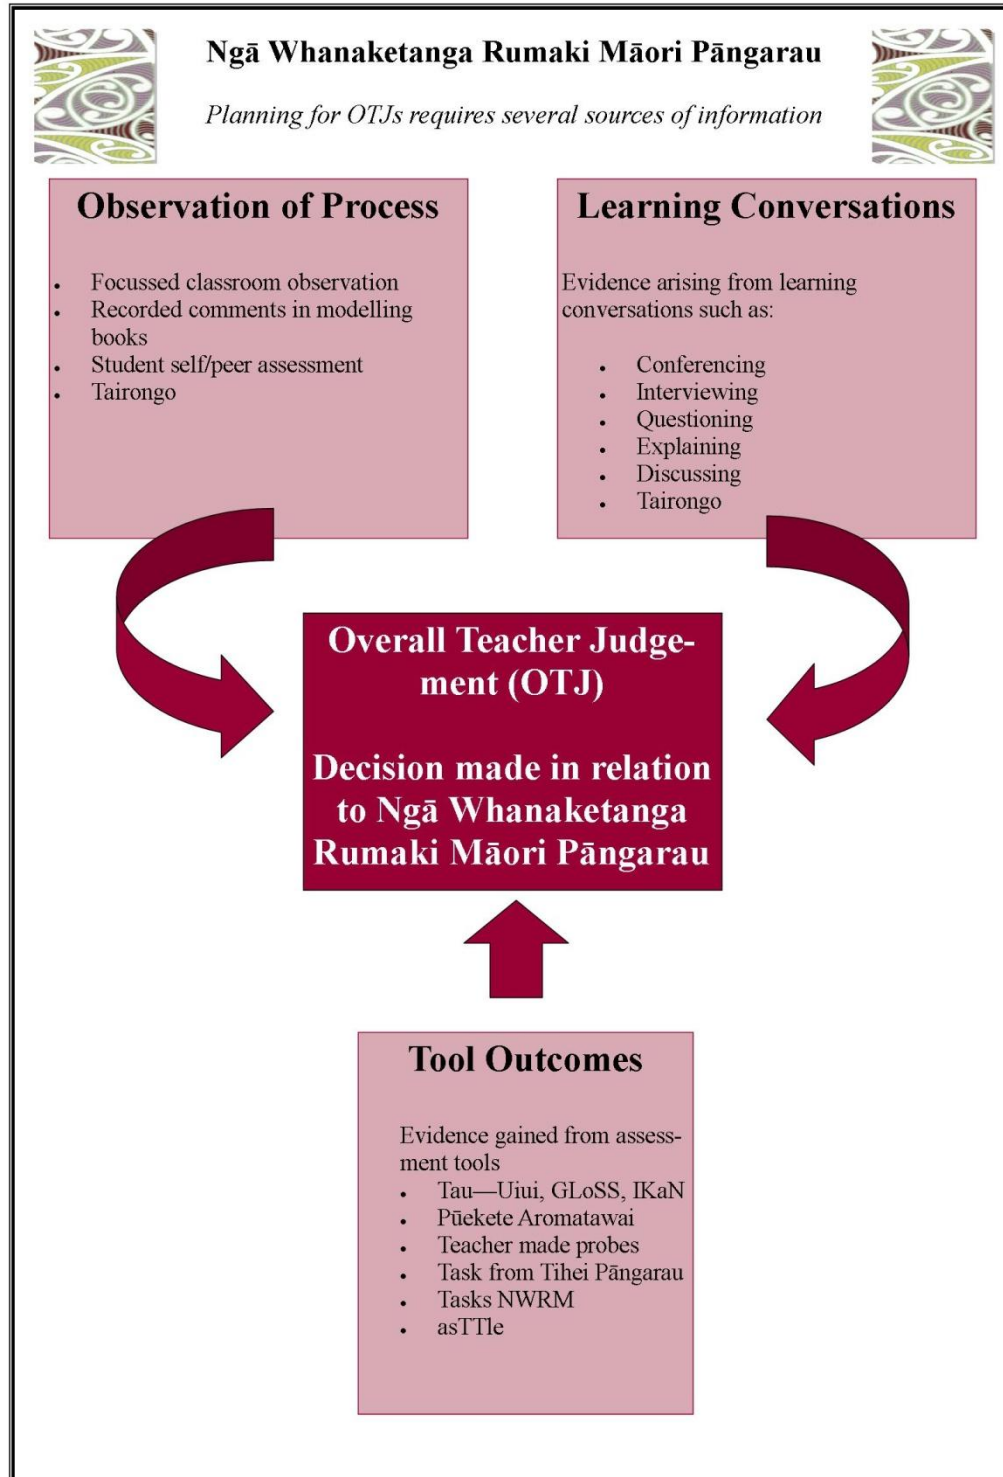 Ngā Whanaketanga Rumaki Māori Pāngarau
Planning for OTJs requires several sources of information
Observation of Process
• Focussed classroom observation
• Recorded comments in modelling
books
• Student self/peer assessment
• Tairongo
Learning Conversations
Evidence arising from learning
conversations such as:
• Conferencing
• Interviewing
• Questioning
• Explaining
• Discussing
• Tairongo
Overall Teacher Judge-
ment (OTJ)
Decision made in relation
to Ngā Whanaketanga
Rumaki Māori Pāngarau
Tool Outcomes
Evidence gained from assess-
ment tools
• Tau—Uiui, GLoSS, IKaN
• Pūekete Aromatawai
• Teacher made probes
• Task from Tihei Pāngarau
• Tasks NWRM
• asTTle